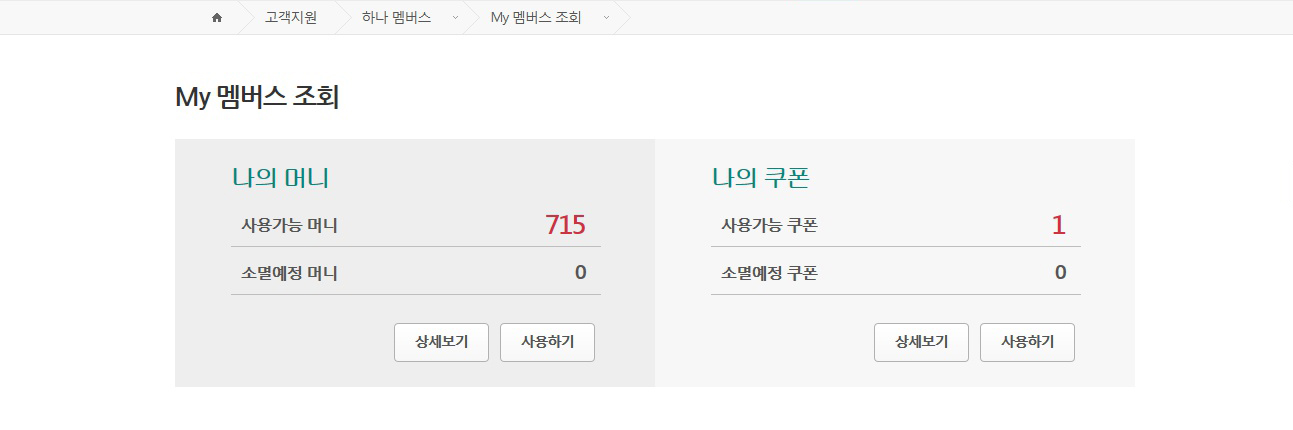 고객지원 하나 멤버스 My 멤버스 조회
My 멤버스 조회
나의 머니
사용가능 머니 715
소멸예정 머니 0
상세보기 사용하기
나의 쿠폰
사용가능 쿠폰 1
소멸예정 쿠폰 0
상세보기 사용하기